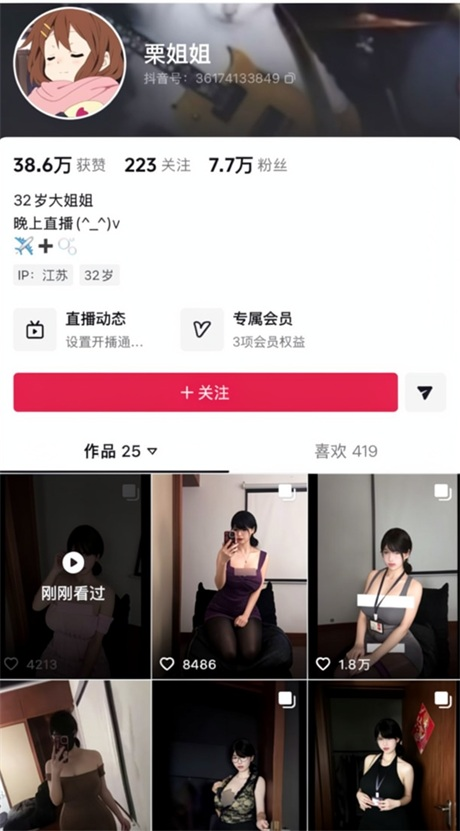 栗姐姐
抖音号：36174133849
38.6万 获赞 223 关注 7.7万 粉丝
32岁大姐姐
晚上直播(^_^)v
✈️➕🫧
IP：江苏 32岁
直播动态 专属会员
设置开播通... 3项会员权益
＋关注
作品 25 喜欢 419
刚刚看过
4213 8486 1.8万